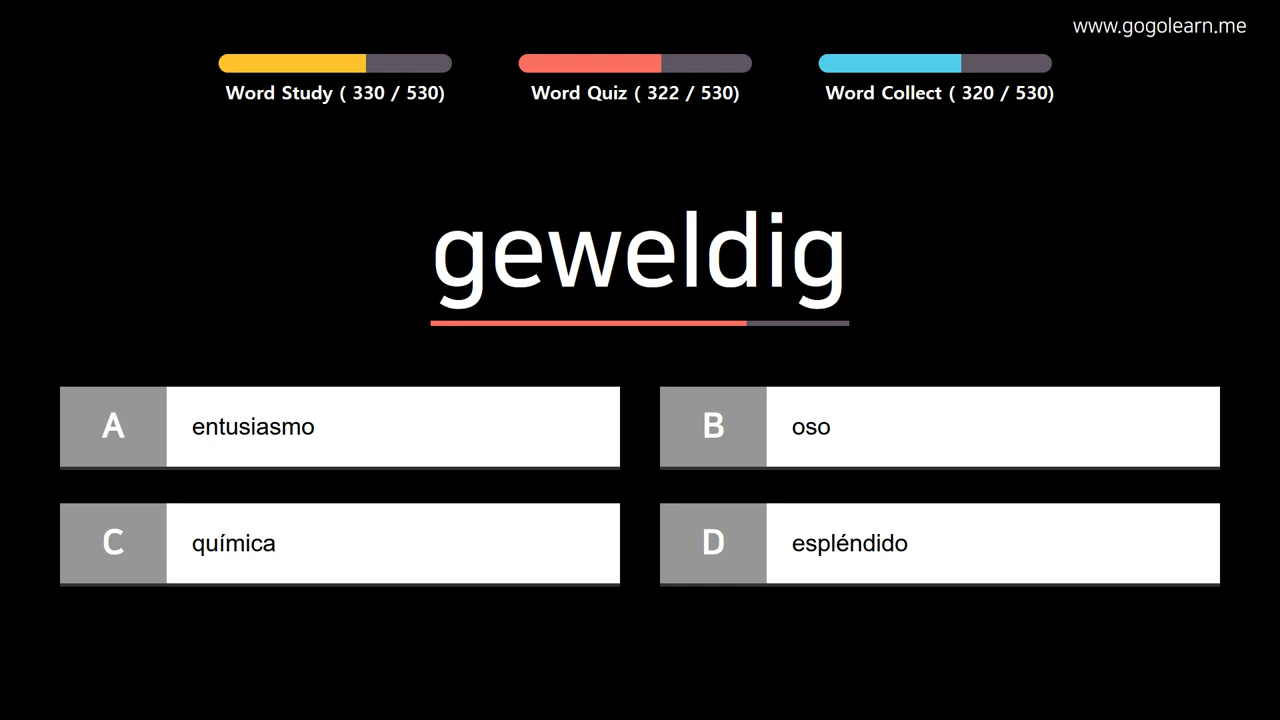 www.gogolearn.me
Word Study ( 330 / 530)
Word Quiz ( 322 / 530)
Word Collect ( 320 / 530)
geweldig
A entusiasmo
B oso
C química
D espléndido